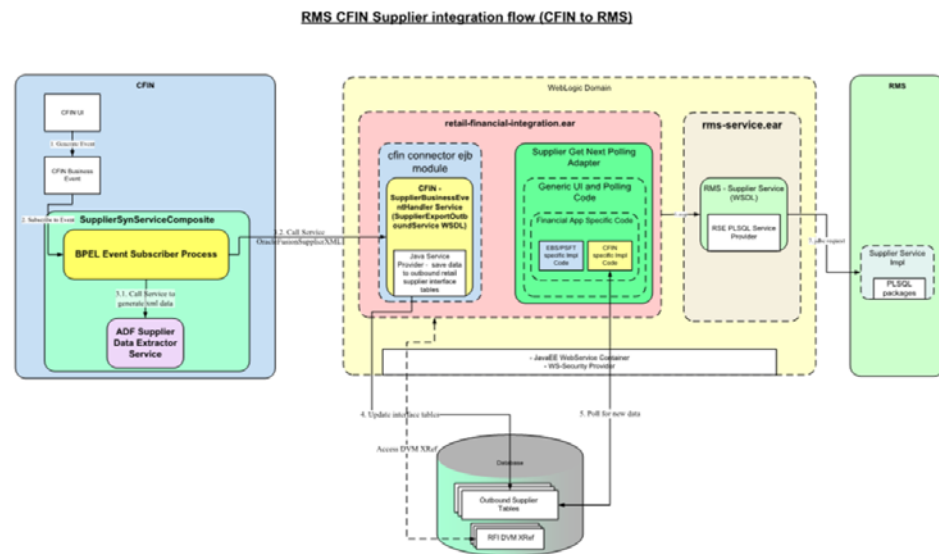 RMS CFIN Supplier integration flow (CFIN to RMS)
CFIN
CFIN UI
1. Generate Event
CFIN Business
Event
2. Subscribe to Event
SupplierSynServiceComposite
BPEL Event Subscriber Process
3.1. Call Service to
generate xml data
ADF Supplier
Data Extractor
Service
3.2. Call Service
OracleFusionSupplierXML1
WebLogic Domain
retail-financial-integration.ear
cfin connector ejb
module
CFIN -
SupplierBusinessEve
ntHandler Service
(SupplierExportOutb
oundService WSDL)
Java Service
Provider - save data
to outbound retail
supplier interface
tables
Supplier Get Next Polling
Adapter
Generic UI and Polling
Code
Financial App Specific Code
EBS/PSFT
specific Impl
Code
CFIN
specific Impl
Code
rms-service.ear
RMS - Supplier Service
(WSDL)
RSE PLSQL Service
Provider
- JavaEE WebService Container
- WS-Security Provider
RMS
Supplier Service
Impl
PLSQL
packages
4. Update interface tables
5. Poll for new data
Access DVM XRef
Database
Outbound Supplier
Tables
RFI DVM XRef